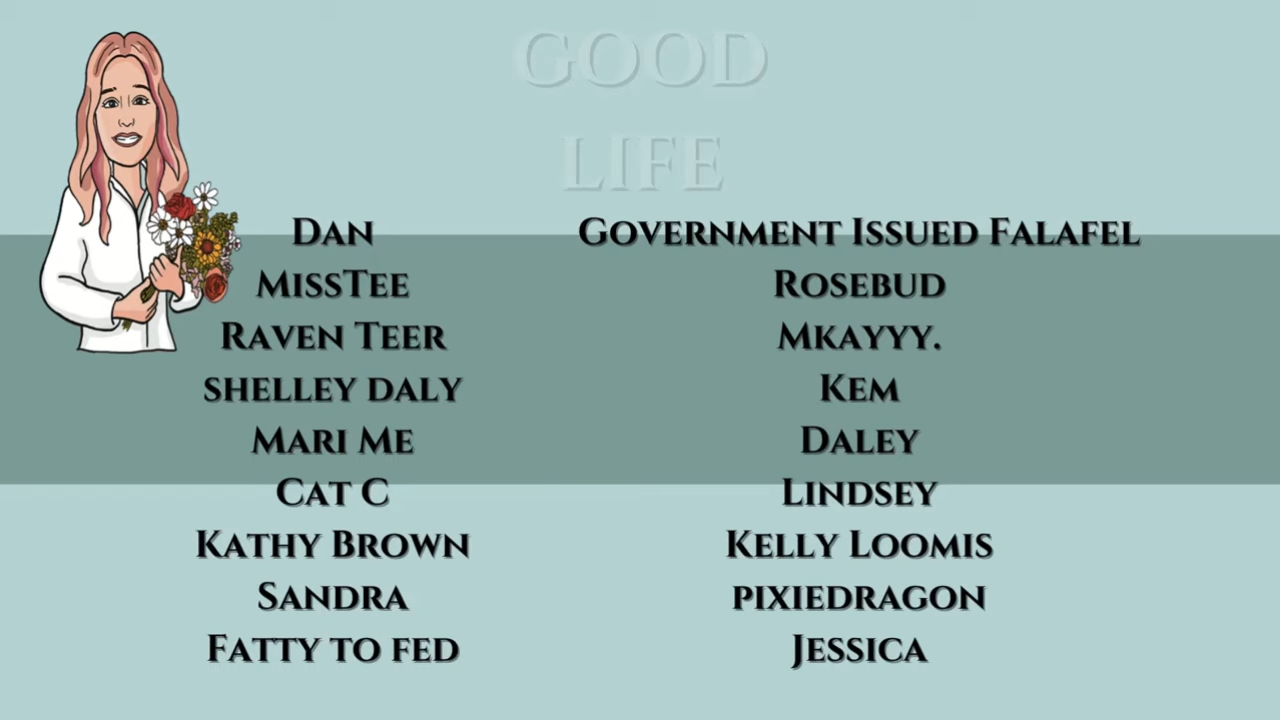 GOOD
LIFE
Dan
MissTee
Raven Teer
shelley daly
Mari Me
Cat C
Kathy Brown
Sandra
Fatty to fed
Government Issued Falafel
Rosebud
Mkayyy.
Kem
Daley
Lindsey
Kelly Loomis
pixiedragon
Jessica